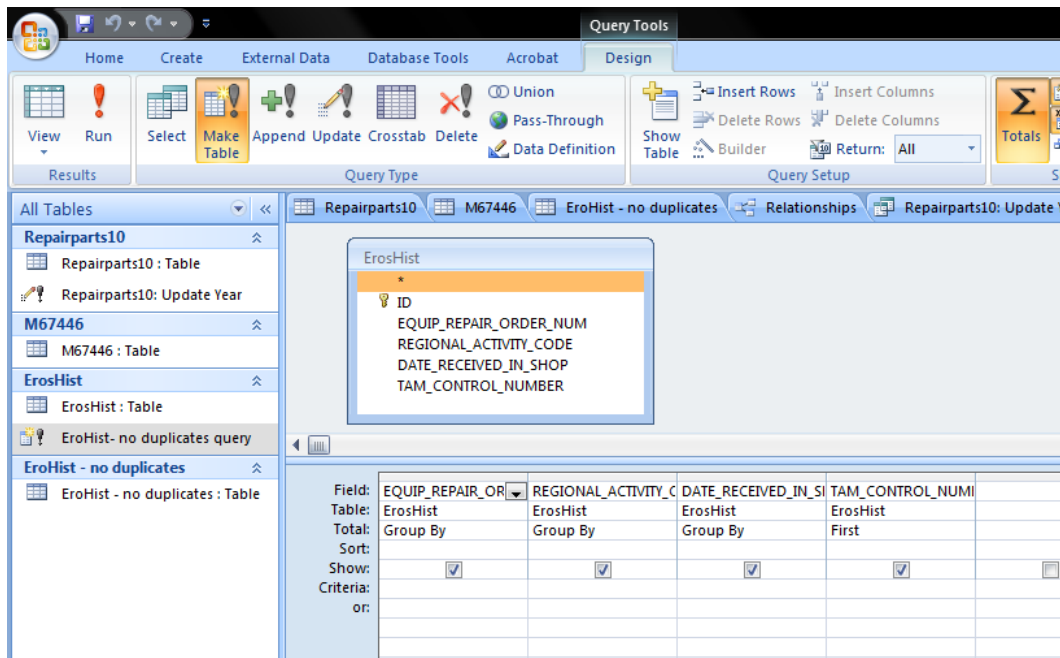 Query Tools
Home Create External Data Database Tools Acrobat Design
View Run Select Make Table Append Update Crosstab Delete
Union
Pass-Through
Data Definition
Show Table
Insert Rows Insert Columns
Delete Rows Delete Columns
Builder Return: All
Totals
Results Query Type Query Setup
All Tables
Repairparts10 M67446 EroHist - no duplicates Relationships Repairparts10: Update
Repairparts10
Repairparts10 : Table
Repairparts10: Update Year
M67446
M67446 : Table
ErosHist
ErosHist : Table
EroHist- no duplicates query
EroHist - no duplicates
EroHist - no duplicates : Table
ErosHist
*
ID
EQUIP_REPAIR_ORDER_NUM
REGIONAL_ACTIVITY_CODE
DATE_RECEIVED_IN_SHOP
TAM_CONTROL_NUMBER
Field: EQUIP_REPAIR_OR REGIONAL_ACTIVITY_C DATE_RECEIVED_IN_S TAM_CONTROL_NUM
Table: ErosHist ErosHist ErosHist ErosHist
Total: Group By Group By Group By First
Sort:
Show:
Criteria:
or: